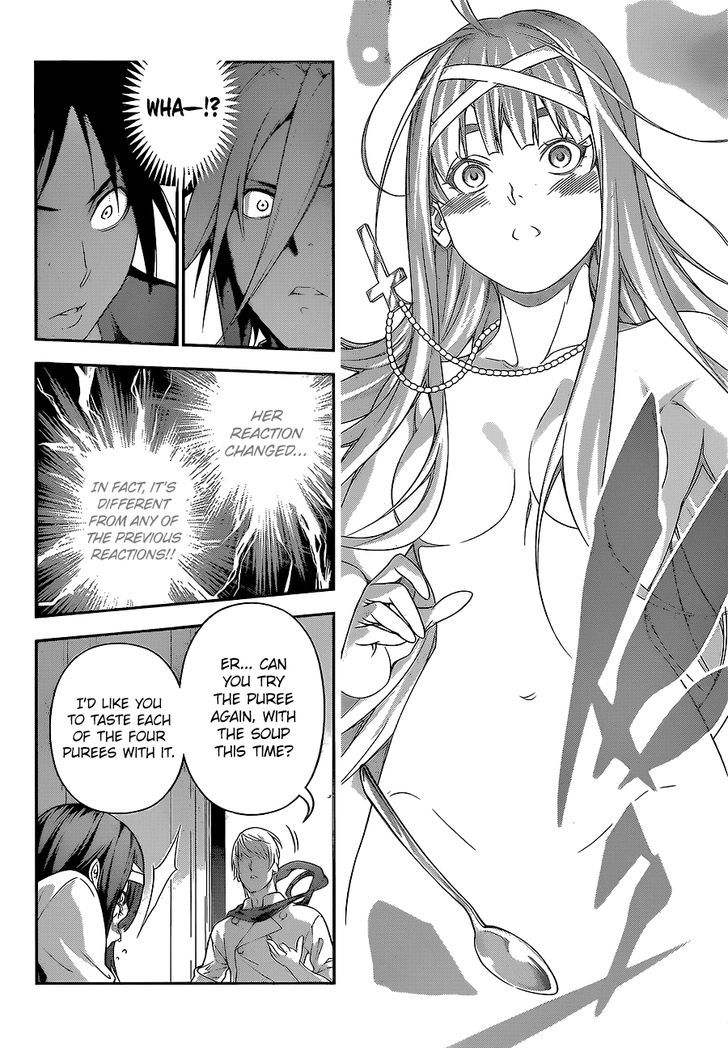 WHA—!?
HER
REACTION
CHANGED...
IN FACT, IT'S
DIFFERENT
FROM ANY OF
THE PREVIOUS
REACTIONS!!
ER... CAN
YOU TRY
THE PUREE
AGAIN, WITH
THE SOUP
THIS TIME?
I'D LIKE YOU
TO TASTE EACH
OF THE FOUR
PUREES WITH IT.